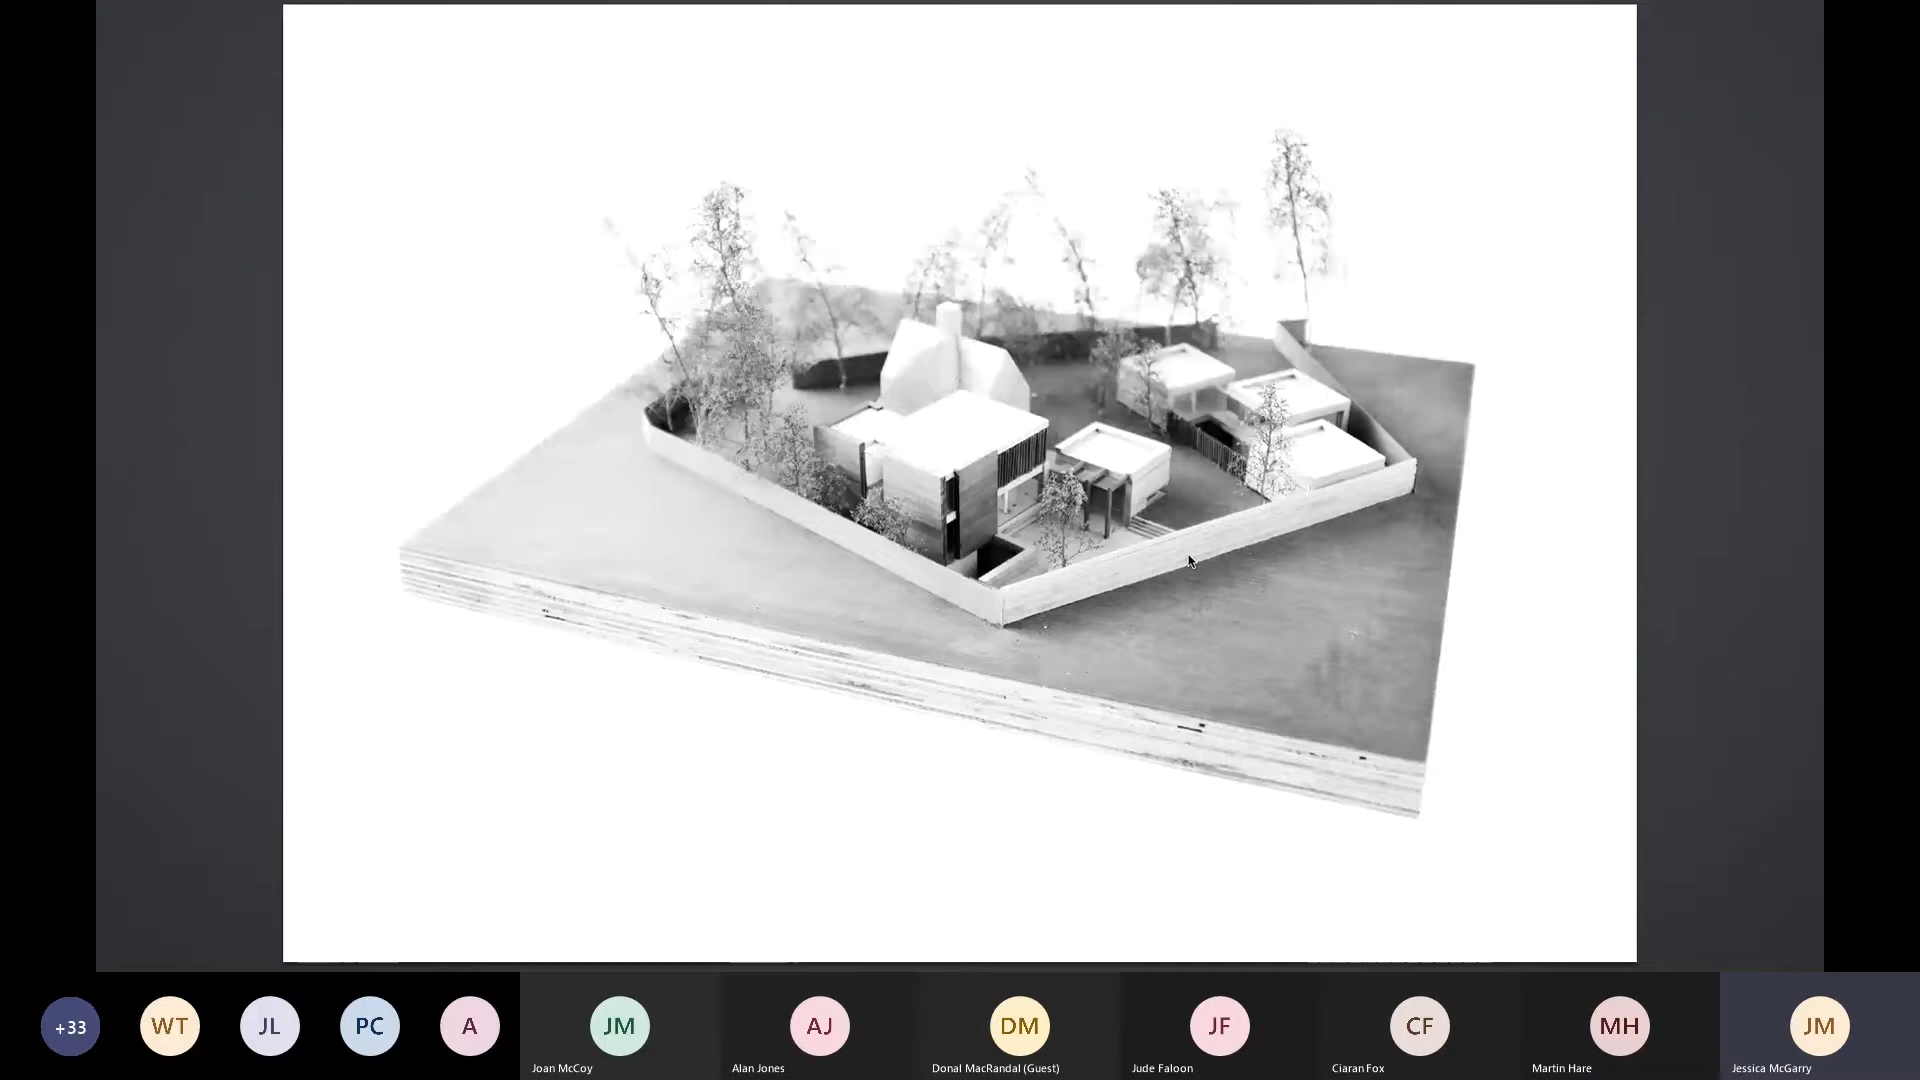 +33
WT
JL
PC
A
JM
AJ
DM
JF
CF
MH
JM
Joan McCoy
Alan Jones
Donal MacRandal (Guest)
Jude Faloon
Ciaran Fox
Martin Hare
Jessica McGarry